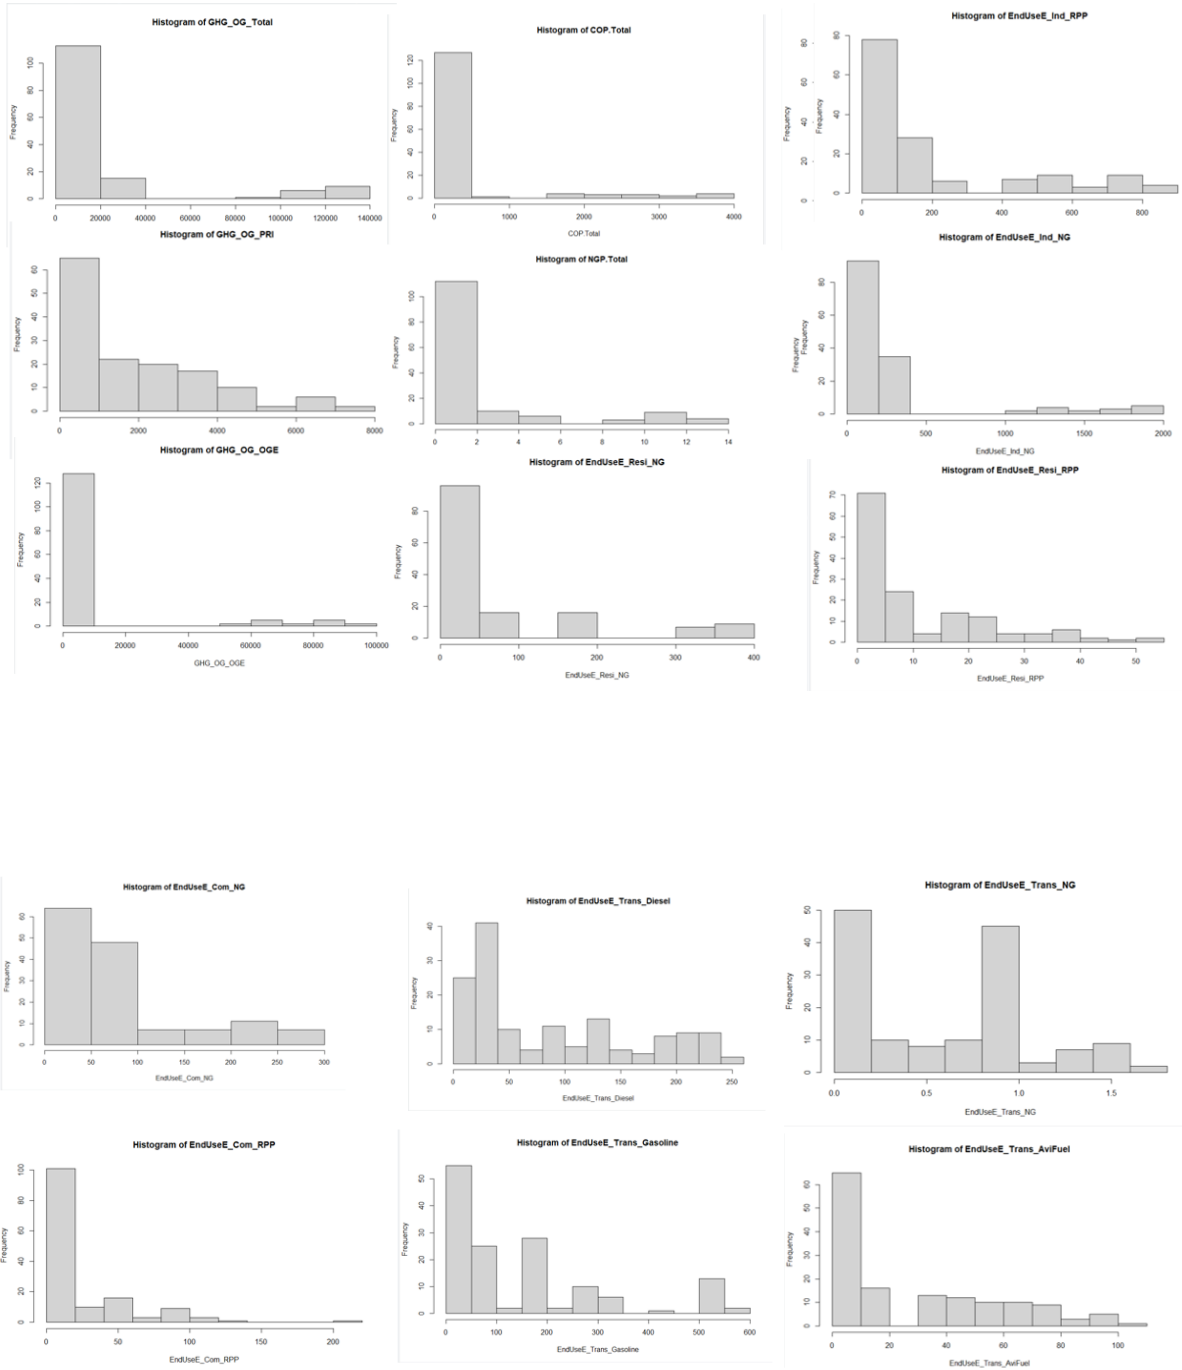 Histogram of GHG_OG_Total
Frequency
0 20 40 60 80 100
0 20000 40000 60000 80000 100000 120000 140000
Histogram of COP.Total
Frequency
0 20 40 60 80 100 120
0 1000 2000 3000 4000
COP.Total
Histogram of EndUseE_Ind_RPP
Frequency
0 20 40 60 80
Frequency
0 20 40 60 80
0 200 400 600 800
Histogram of GHG_OG_PRI
Frequency
0 10 20 30 40 50 60
0 2000 4000 6000 8000
Histogram of NGP.Total
Frequency
0 20 40 60 80 100
0 2 4 6 8 10 12 14
Histogram of EndUseE_Ind_NG
Frequency
Frequency
0 20 40 60 80
0 500 1000 1500 2000
EndUseE_Ind_NG
Histogram of GHG_OG_OGE
Frequency
0 20 40 60 80 100 120
0 20000 40000 60000 80000 100000
GHG_OG_OGE
Histogram of EndUseE_Resi_NG
Frequency
0 20 40 60 80
0 100 200 300 400
EndUseE_Resi_NG
Histogram of EndUseE_Resi_RPP
Frequency
0 10 20 30 40 50 60 70
0 10 20 30 40 50
EndUseE_Resi_RPP
Histogram of EndUseE_Com_NG
Frequency
0 10 20 30 40 50 60
0 50 100 150 200 250 300
EndUseE_Com_NG
Histogram of EndUseE_Trans_Diesel
Frequency
0 10 20 30 40
0 50 100 150 200 250
EndUseE_Trans_Diesel
Histogram of EndUseE_Trans_NG
Frequency
0 10 20 30 40 50
0.0 0.5 1.0 1.5
EndUseE_Trans_NG
Histogram of EndUseE_Com_RPP
Frequency
0 20 40 60 80 100
0 50 100 150 200
EndUseE_Com_RPP
Histogram of EndUseE_Trans_Gasoline
Frequency
0 10 20 30 40 50
0 100 200 300 400 500 600
EndUseE_Trans_Gasoline
Histogram of EndUseE_Trans_AviFuel
Frequency
0 10 20 30 40 50 60
0 20 40 60 80 100
EndUseE_Trans_AviFuel